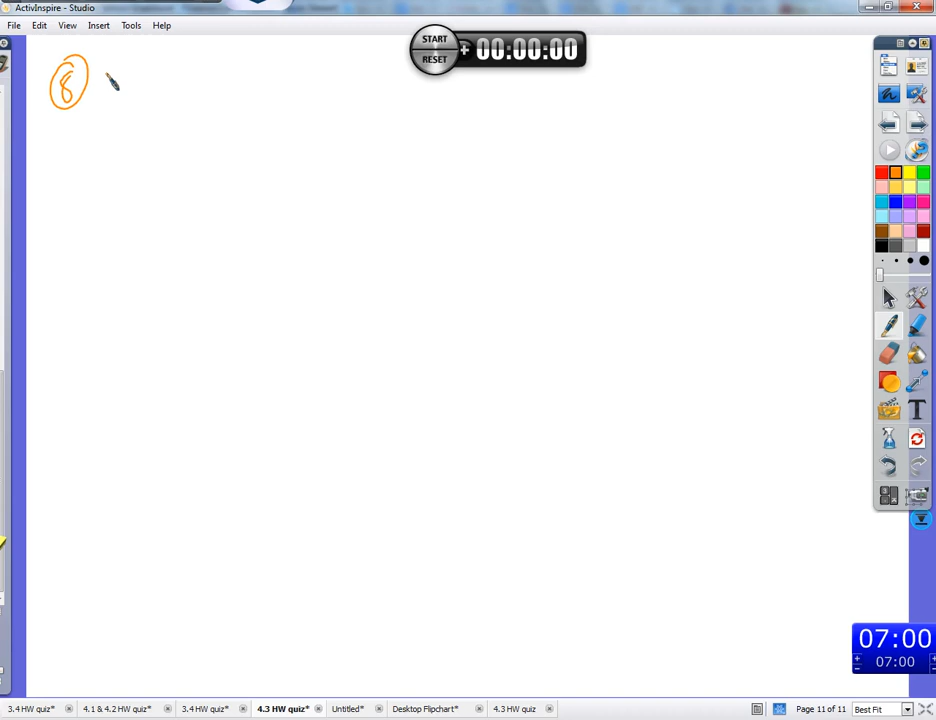 ActivInspire - Studio
File Edit View Insert Tools Help
START
RESET
+ 00:00:00
8
T
07:00
07:00
3.4 HW quiz* 4.1 & 4.2 HW quiz* 3.4 HW quiz* 4.3 HW quiz* Untitled* Desktop Flipchart* 4.3 HW quiz Page 11 of 11 Best Fit